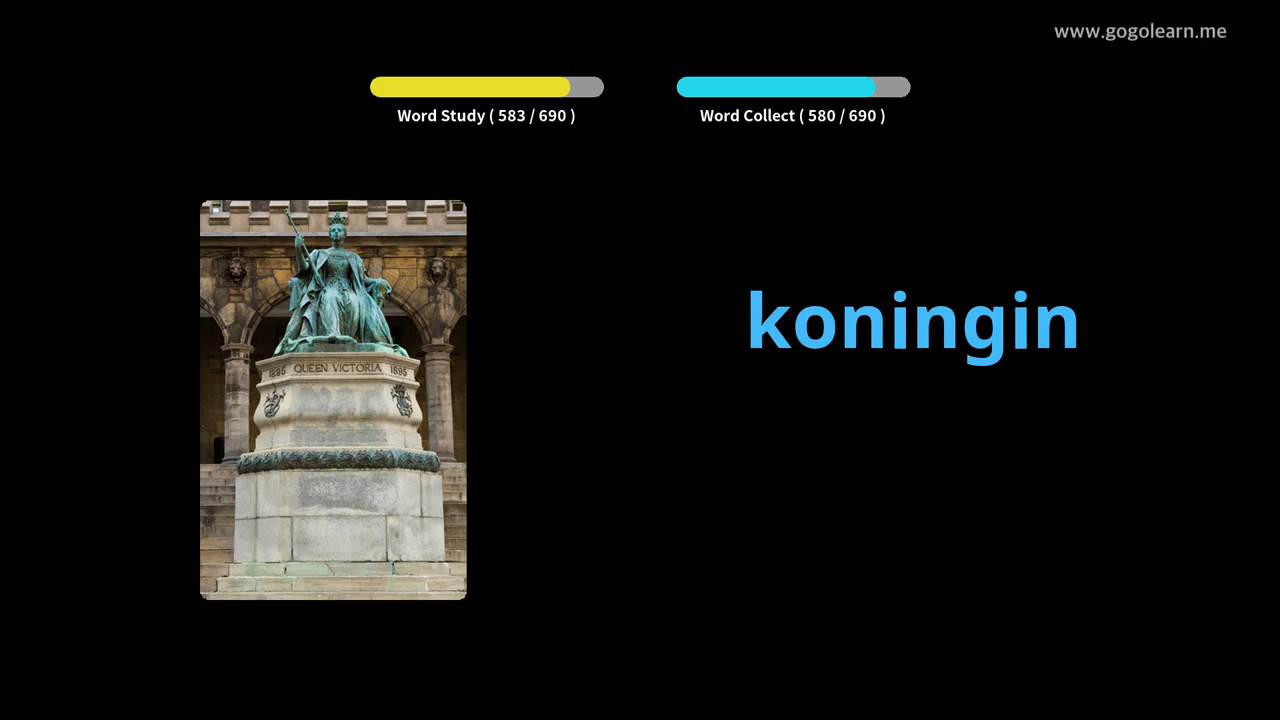 www.gogolearn.me
Word Study ( 583 / 690 )
Word Collect ( 580 / 690 )
koningin
1895 QUEEN VICTORIA 1895